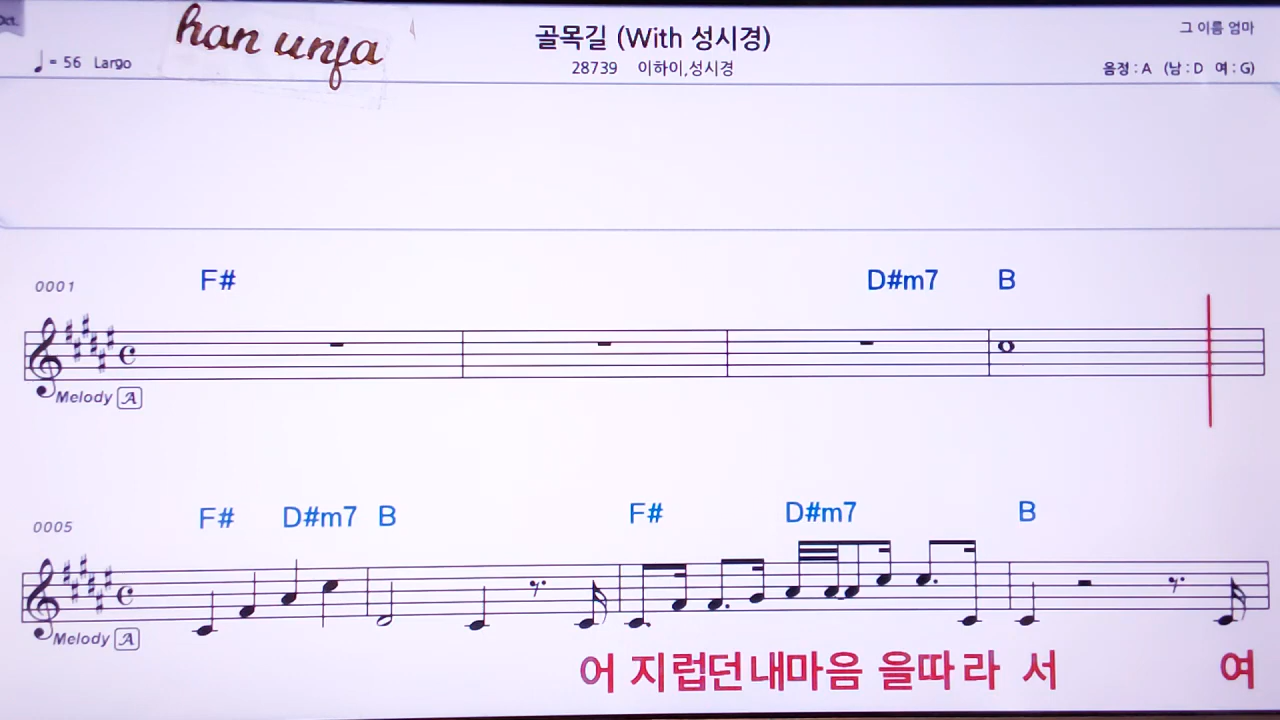 Oct.
han unfa
골목길 (With 성시경)
그 이름 엄마
♩ = 56 Largo
28739 이하이,성시경
음정 : A (남 : D 여 : G)
0001
F# D#m7 B
Melody A
0005
F# D#m7 B F# D#m7 B
Melody A
어 지럽던내마음 을따 라 서 여